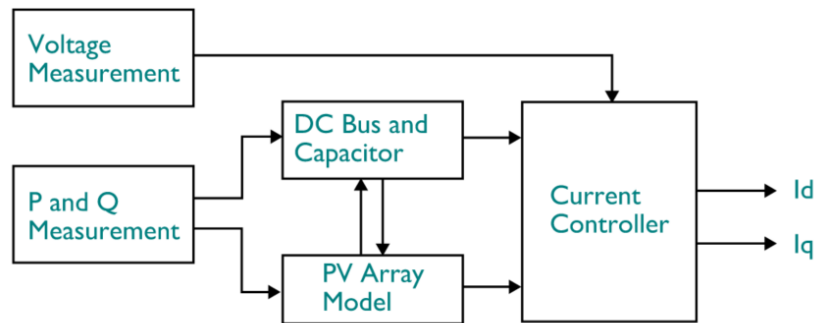 Voltage
Measurement
DC Bus and
Capacitor
P and Q
Measurement
PV Array
Model
Current
Controller
Id
Iq